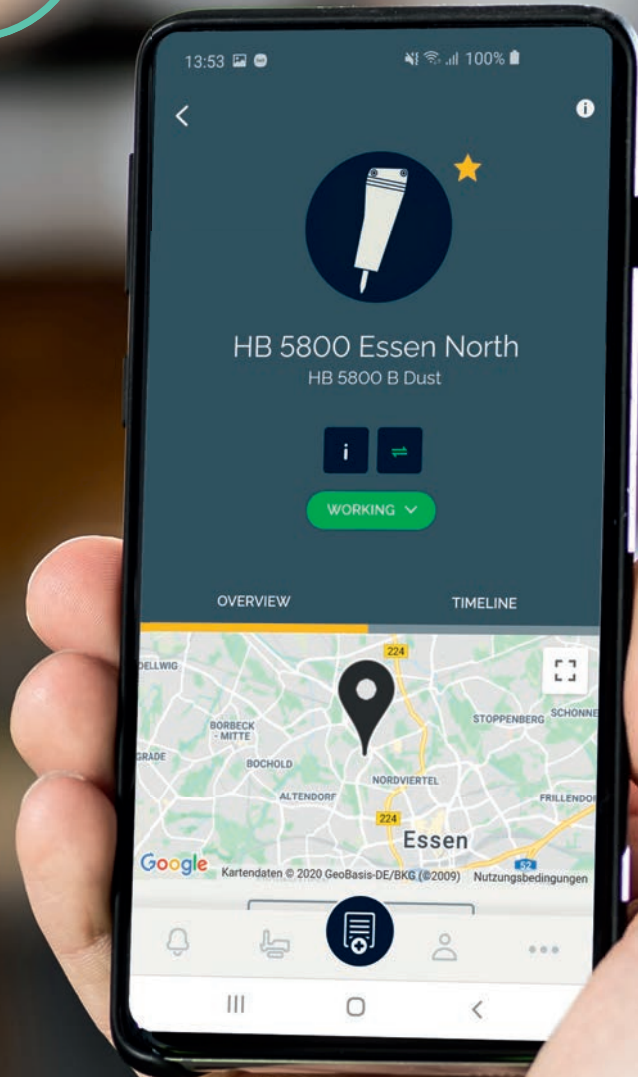 13:53 100%
HB 5800 Essen North
HB 5800 B Dust
i
WORKING
OVERVIEW TIMELINE
224
DELLWIG
STOPPENBERG SCHONNE
BORBECK
- MITTE
GRADE
BOCHOLD
NORDVIERTEL
ALTENDORF
FRILLENDO
224
Essen
52
Google Kartendaten © 2020 GeoBasis-DE/BKG (©2009) Nutzungsbedingungen